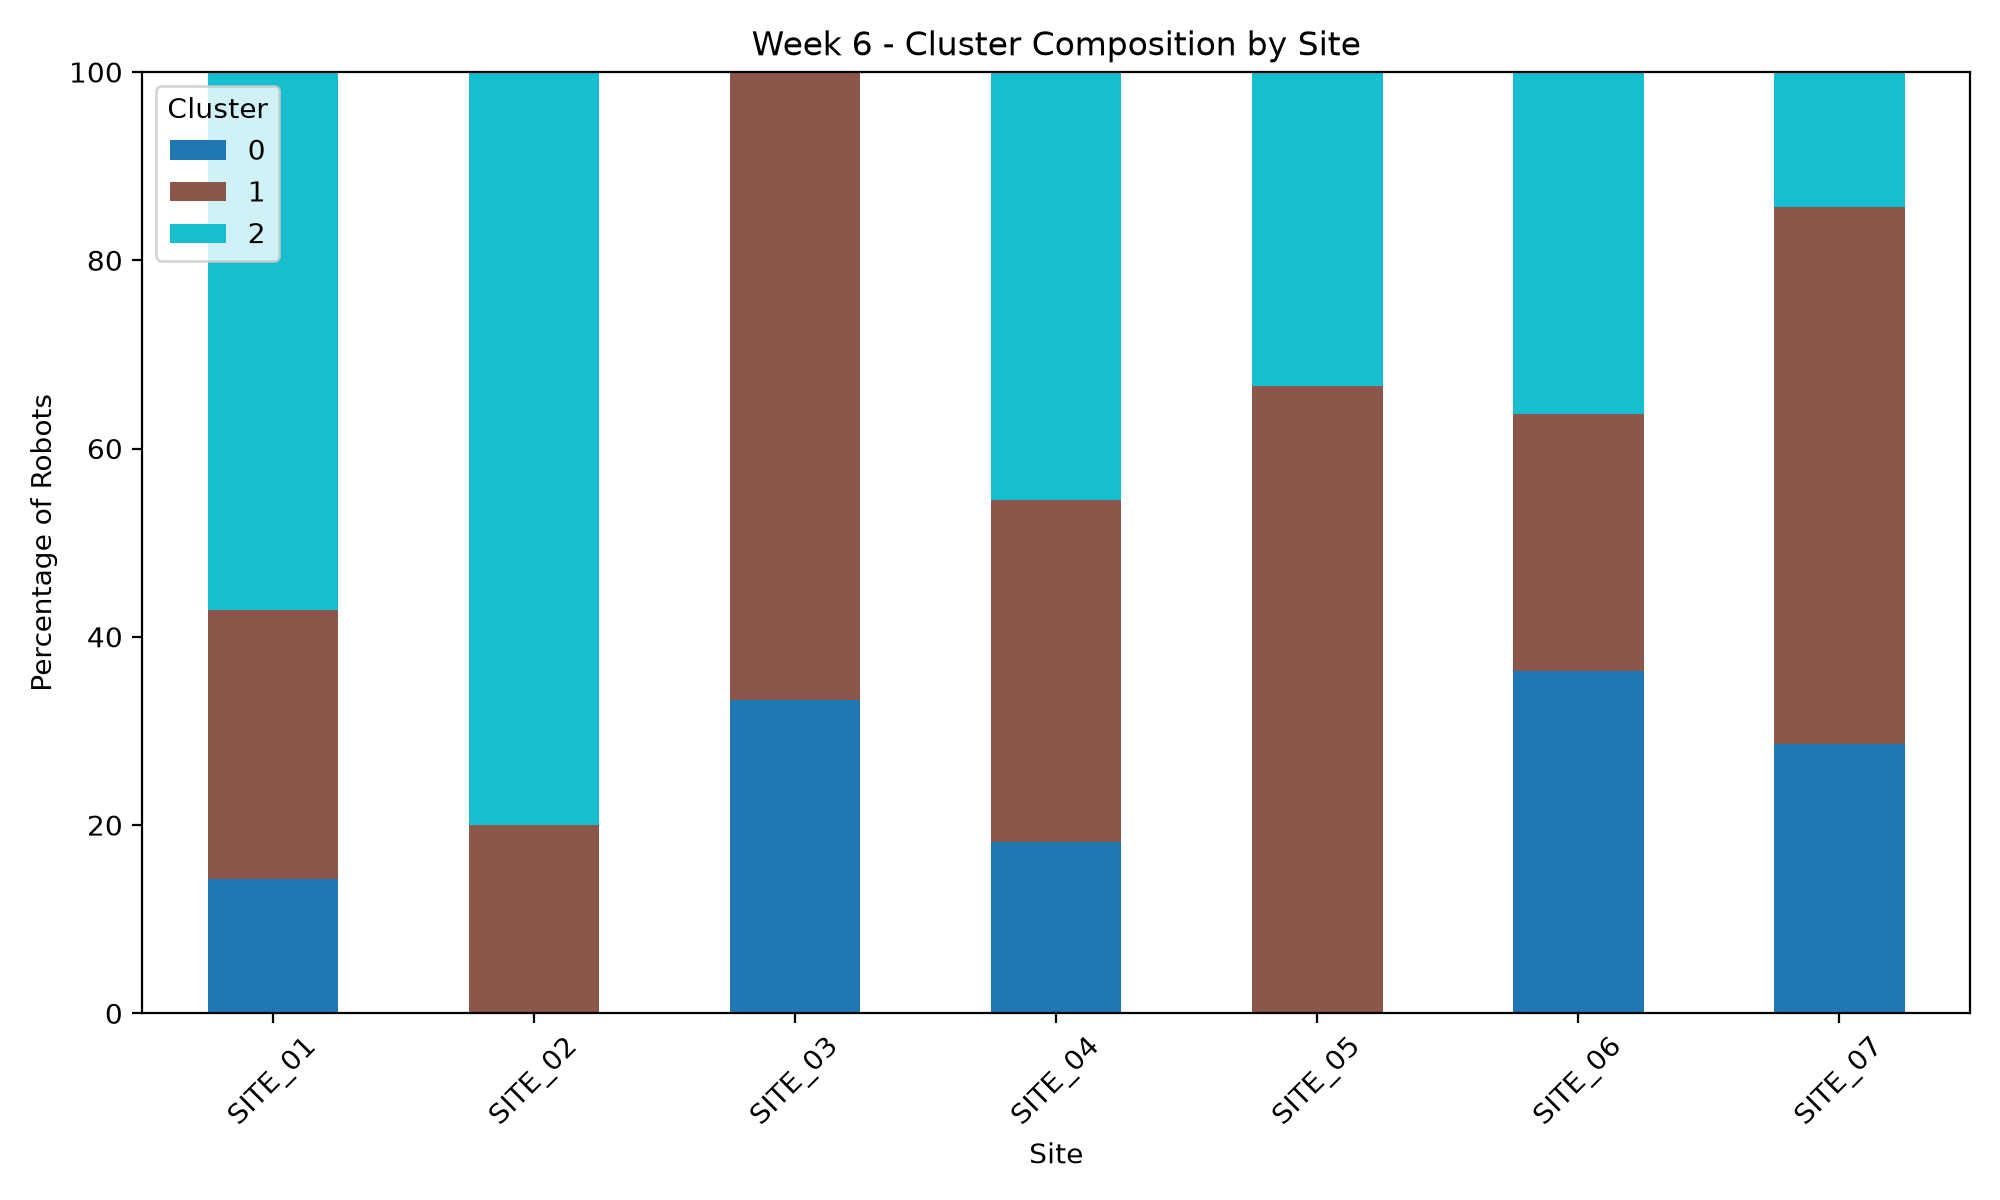 Week 6 - Cluster Composition by Site
Percentage of Robots
100
80
60
40
20
0
Cluster
0
1
2
SITE_01
SITE_02
SITE_03
SITE_04
SITE_05
SITE_06
SITE_07
Site